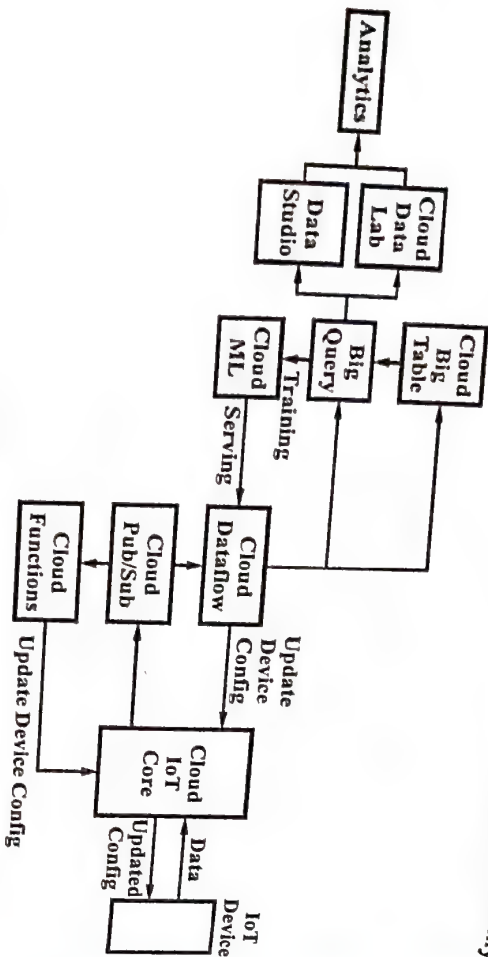 Analytics
Cloud
Data
Lab
Data
Studio
Cloud
Big
Table
Big
Query
Training
Cloud
ML
Serving
Cloud
Dataflow
Cloud
Pub/Sub
Cloud
Functions
Update
Device
Config
Update Device Config
Cloud
IoT
Core
Data
Updated Config
IoT
Device